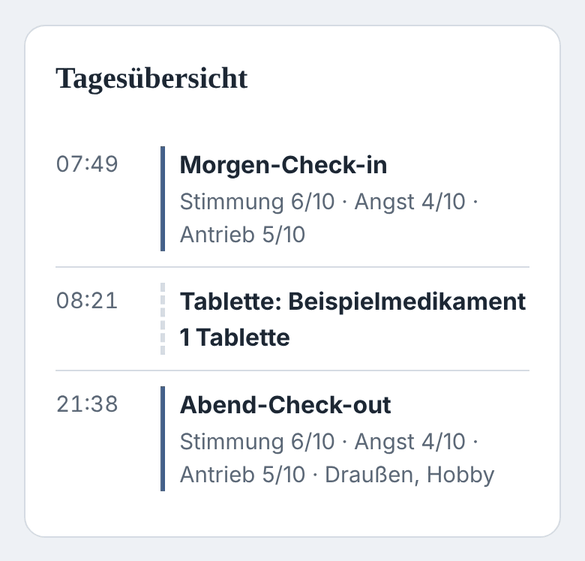 Tagesübersicht
07:49
Morgen-Check-in
Stimmung 6/10 · Angst 4/10 ·
Antrieb 5/10
08:21
Tablette: Beispielmedikament
1 Tablette
21:38
Abend-Check-out
Stimmung 6/10 · Angst 4/10 ·
Antrieb 5/10 · Draußen, Hobby